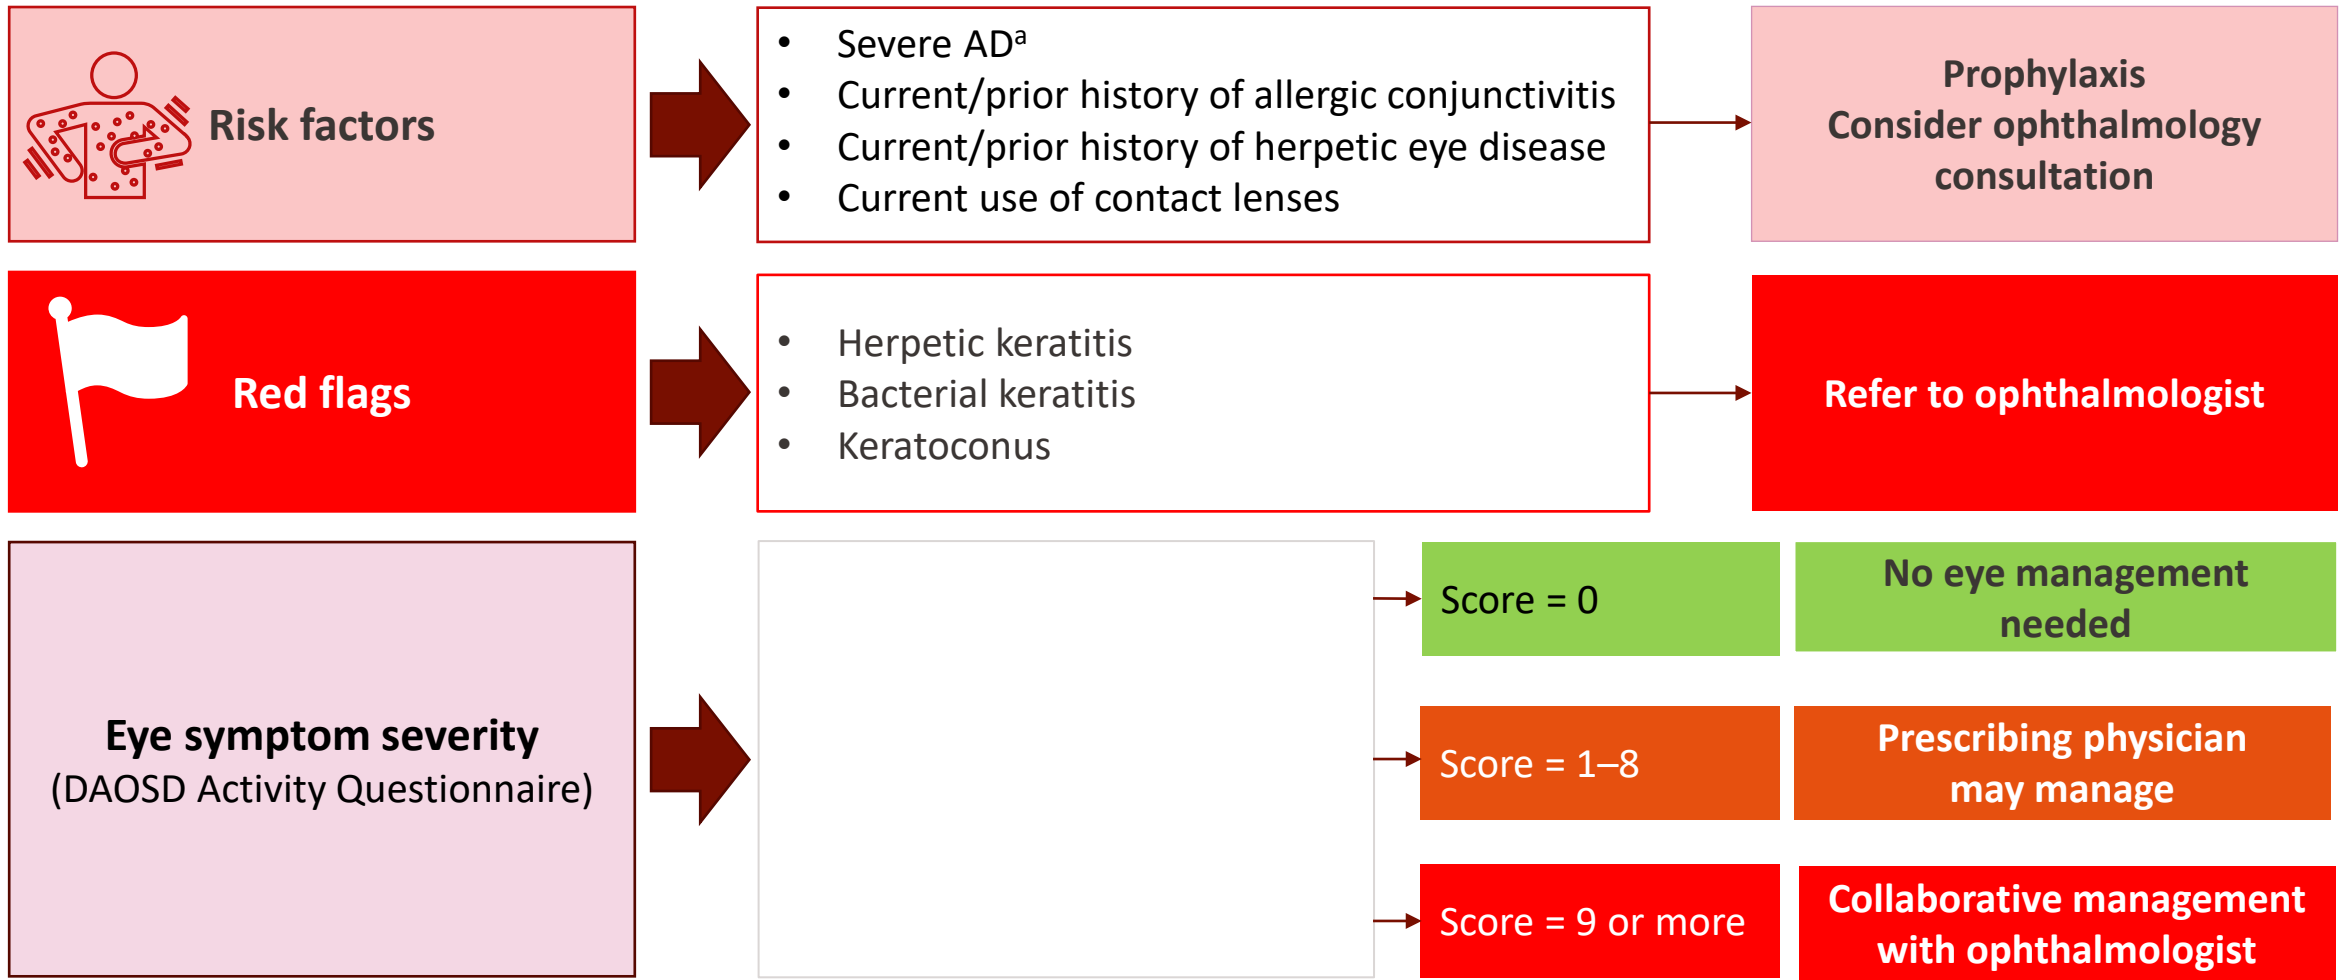 Risk factors
• Severe ADᵃ
• Current/prior history of allergic conjunctivitis
• Current/prior history of herpetic eye disease
• Current use of contact lenses
Prophylaxis
Consider ophthalmology
consultation
Red flags
• Herpetic keratitis
• Bacterial keratitis
• Keratoconus
Refer to ophthalmologist
Eye symptom severity
(DAOSD Activity Questionnaire)
Score = 0
No eye management
needed
Score = 1–8
Prescribing physician
may manage
Score = 9 or more
Collaborative management
with ophthalmologist